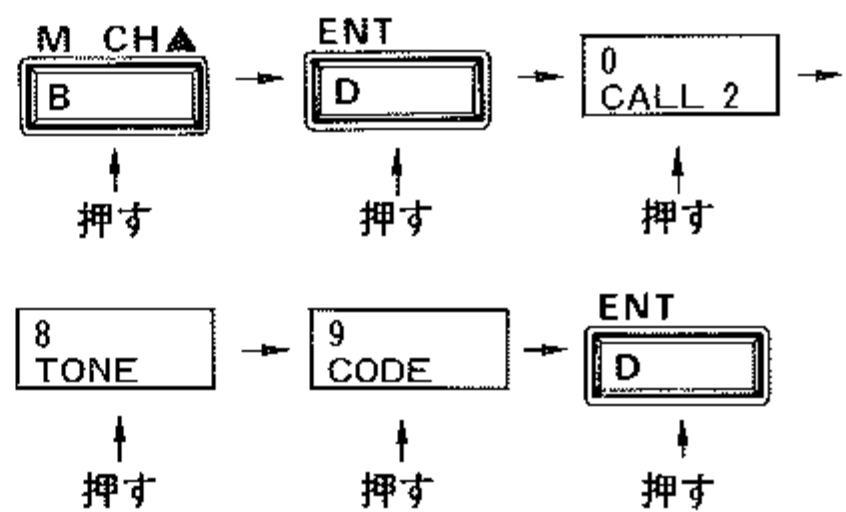 M CH▲ → ENT
B → D → 0 CALL 2 →
押す 押す 押す
ENT
8 TONE → 9 CODE → D
押す 押す 押す